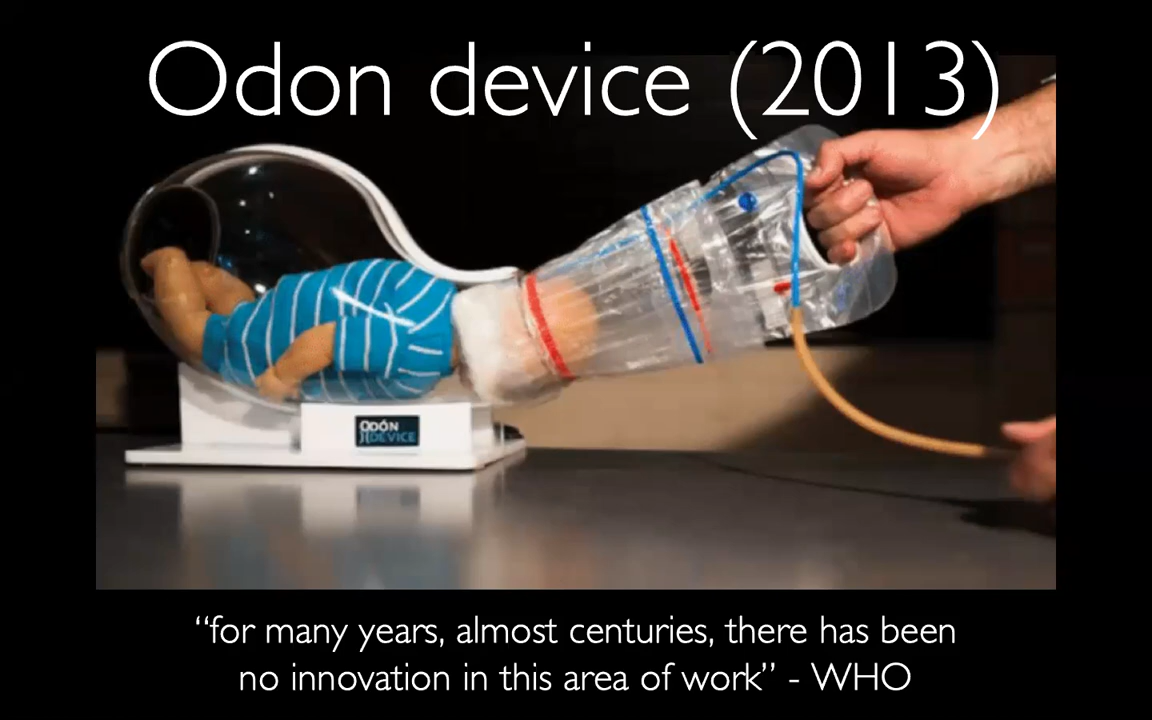 Odon device (2013)
ODÓN
DEVICE
“for many years, almost centuries, there has been
no innovation in this area of work” - WHO